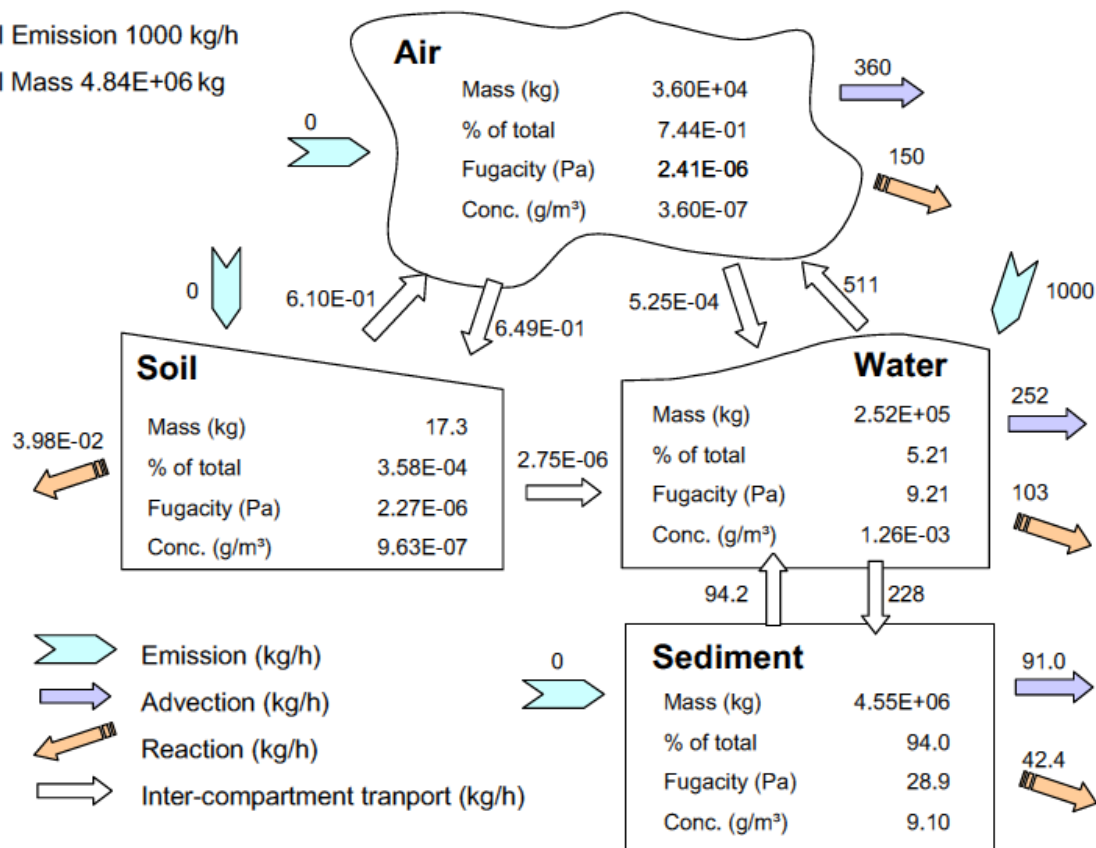 l Emission 1000 kg/h
l Mass 4.84E+06 kg
Air
Mass (kg) 3.60E+04
% of total 7.44E-01
Fugacity (Pa) 2.41E-06
Conc. (g/m³) 3.60E-07
0
360
150
0
6.10E-01
6.49E-01
5.25E-04
511
1000
Soil
Mass (kg) 17.3
% of total 3.58E-04
Fugacity (Pa) 2.27E-06
Conc. (g/m³) 9.63E-07
3.98E-02
2.75E-06
Water
Mass (kg) 2.52E+05
% of total 5.21
Fugacity (Pa) 9.21
Conc. (g/m³) 1.26E-03
252
103
94.2
228
Emission (kg/h)
Advection (kg/h)
Reaction (kg/h)
Inter-compartment tranport (kg/h)
0
Sediment
Mass (kg) 4.55E+06
% of total 94.0
Fugacity (Pa) 28.9
Conc. (g/m³) 9.10
91.0
42.4